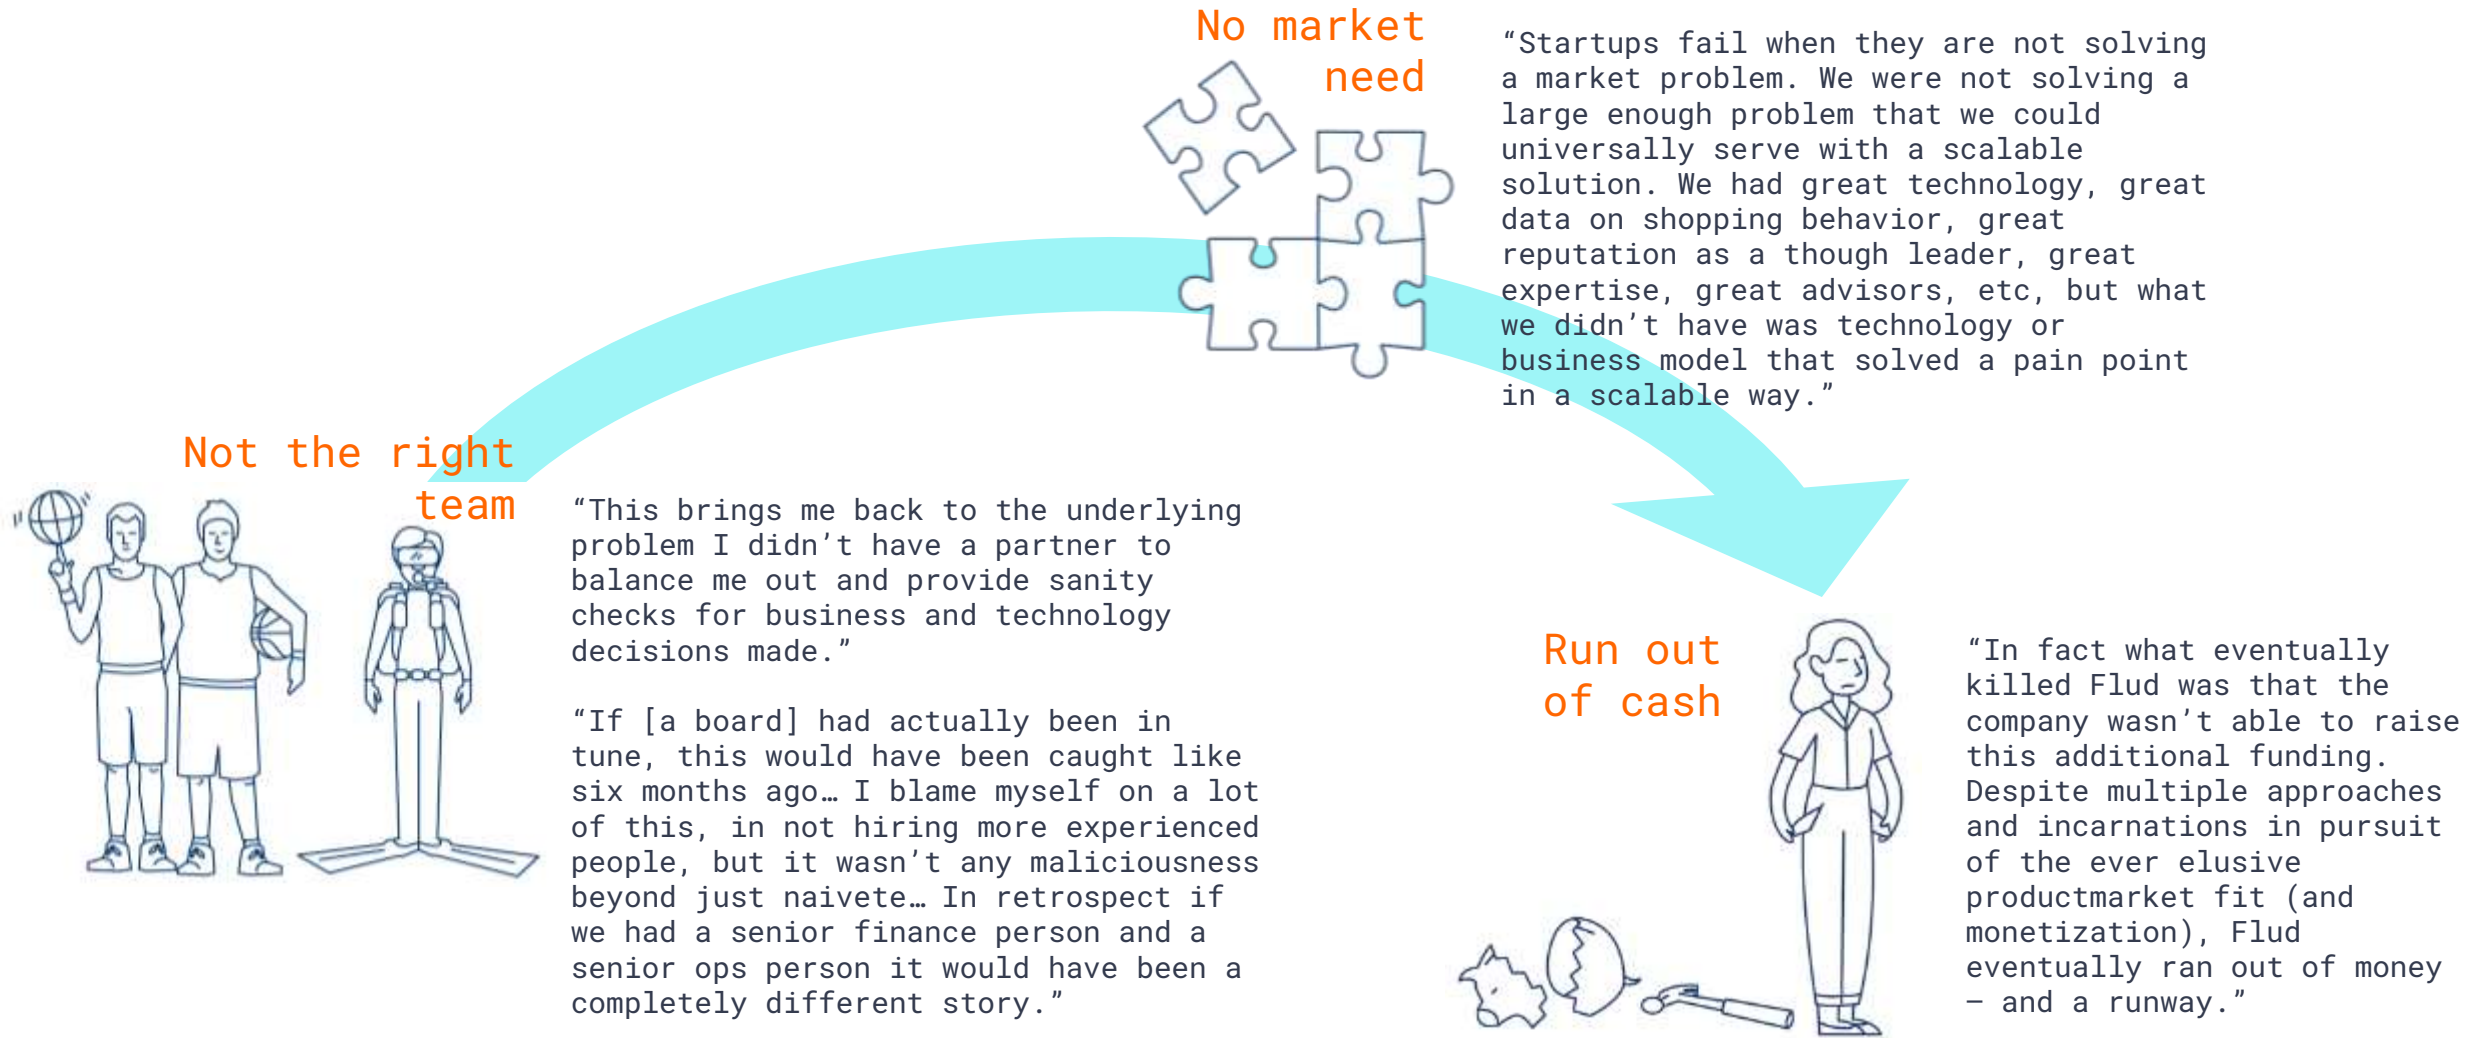 No market
need
“Startups fail when they are not solving
a market problem. We were not solving a
large enough problem that we could
universally serve with a scalable
solution. We had great technology, great
data on shopping behavior, great
reputation as a though leader, great
expertise, great advisors, etc, but what
we didn’t have was technology or
business model that solved a pain point
in a scalable way.”
Not the right
team
“This brings me back to the underlying
problem I didn’t have a partner to
balance me out and provide sanity
checks for business and technology
decisions made.”
“If [a board] had actually been in
tune, this would have been caught like
six months ago… I blame myself on a lot
of this, in not hiring more experienced
people, but it wasn’t any maliciousness
beyond just naivete… In retrospect if
we had a senior finance person and a
senior ops person it would have been a
completely different story.”
Run out
of cash
“In fact what eventually
killed Flud was that the
company wasn’t able to raise
this additional funding.
Despite multiple approaches
and incarnations in pursuit
of the ever elusive
productmarket fit (and
monetization), Flud
eventually ran out of money
– and a runway.”